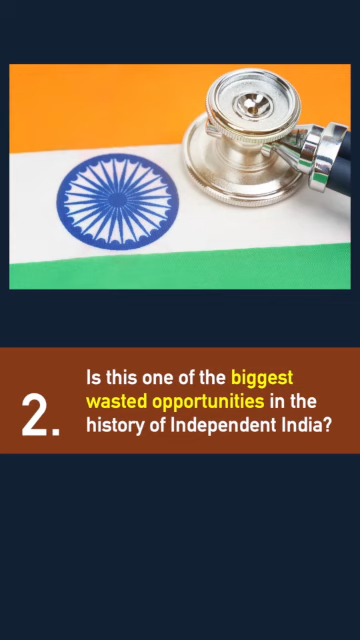 2.
Is this one of the biggest
wasted opportunities in the
history of Independent India?